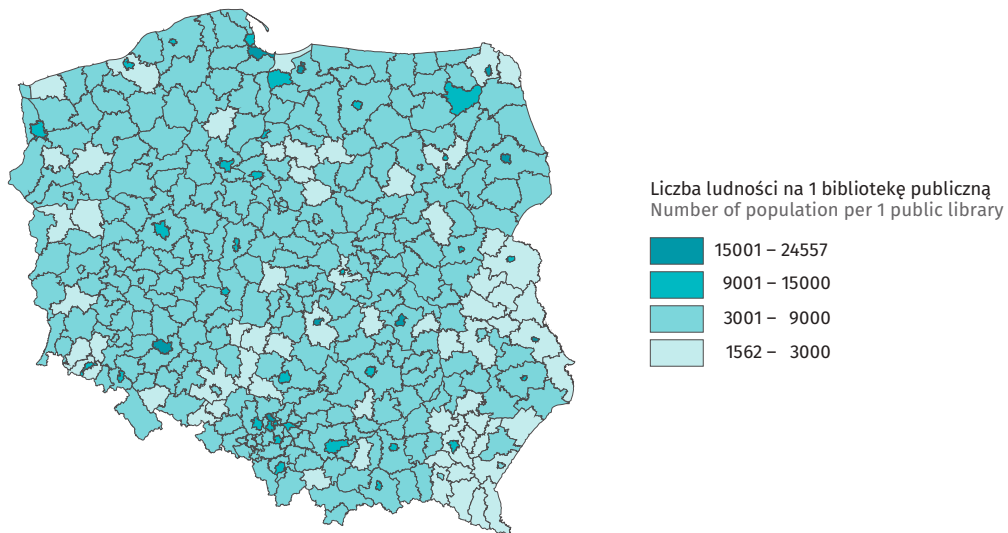 Liczba ludności na 1 bibliotekę publiczną
Number of population per 1 public library
15001 – 24557
9001 – 15000
3001 – 9000
1562 – 3000